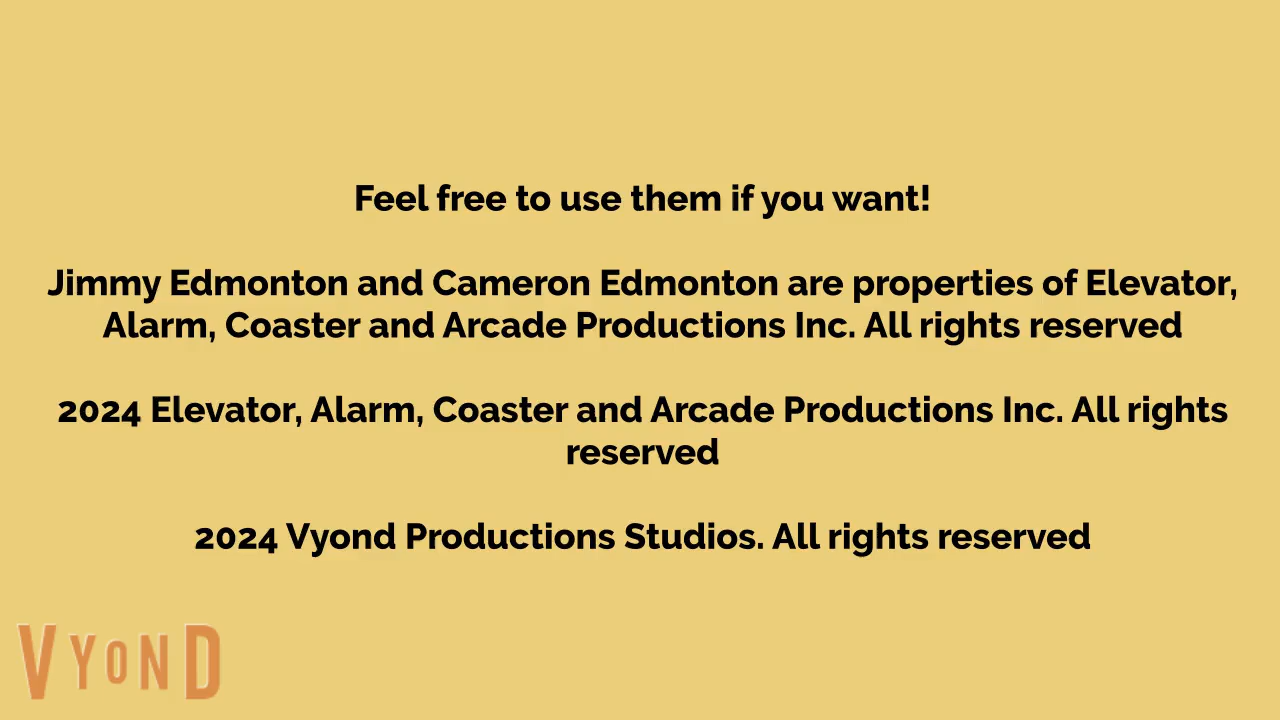 Feel free to use them if you want!
Jimmy Edmonton and Cameron Edmonton are properties of Elevator,
Alarm, Coaster and Arcade Productions Inc. All rights reserved
2024 Elevator, Alarm, Coaster and Arcade Productions Inc. All rights
reserved
2024 Vyond Productions Studios. All rights reserved
VYOND